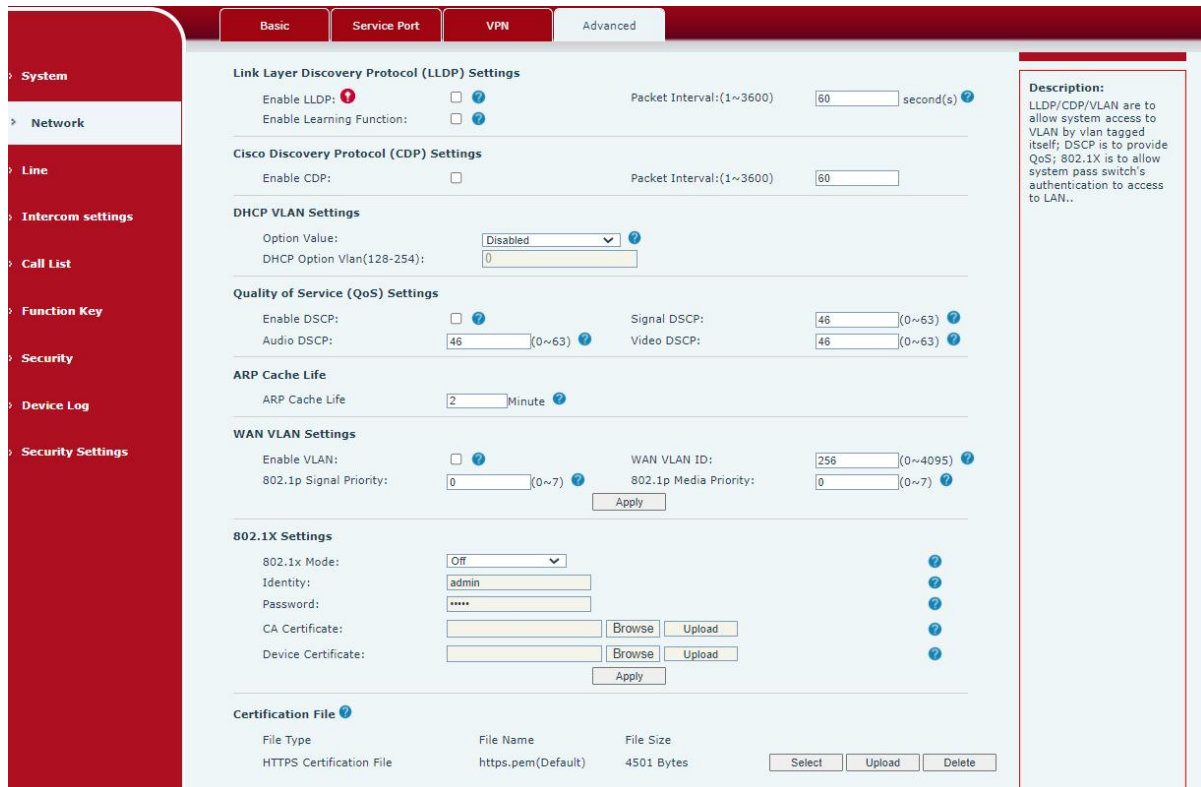 Basic Service Port VPN Advanced
System
Network
Line
Intercom settings
Call List
Function Key
Security
Device Log
Security Settings
Link Layer Discovery Protocol (LLDP) Settings
Enable LLDP: Packet Interval:(1~3600) 60 second(s)
Enable Learning Function:
Cisco Discovery Protocol (CDP) Settings
Enable CDP: Packet Interval:(1~3600) 60
DHCP VLAN Settings
Option Value: Disabled
DHCP Option Vlan(128-254): 0
Quality of Service (QoS) Settings
Enable DSCP: Signal DSCP: 46 (0~63)
Audio DSCP: 46 (0~63) Video DSCP: 46 (0~63)
ARP Cache Life
ARP Cache Life 2 Minute
WAN VLAN Settings
Enable VLAN: WAN VLAN ID: 256 (0~4095)
802.1p Signal Priority: 0 (0~7) 802.1p Media Priority: 0 (0~7)
Apply
802.1X Settings
802.1x Mode: Off
Identity: admin
Password: •••••
CA Certificate: Browse Upload
Device Certificate: Browse Upload
Apply
Certification File
File Type File Name File Size
HTTPS Certification File https.pem(Default) 4501 Bytes Select Upload Delete
Description:
LLDP/CDP/VLAN are to
allow system access to
VLAN by vlan tagged
itself; DSCP is to provide
QoS; 802.1X is to allow
system pass switch's
authentication to access
to LAN..